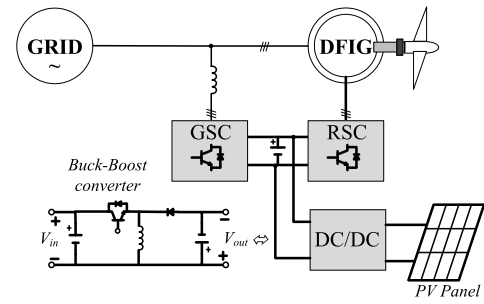 GRID
~
DFIG
GSC
RSC
Buck-Boost
converter
V_in
V_out ⇔
DC/DC
PV Panel
+
+
+
−
−
+
−
+
+